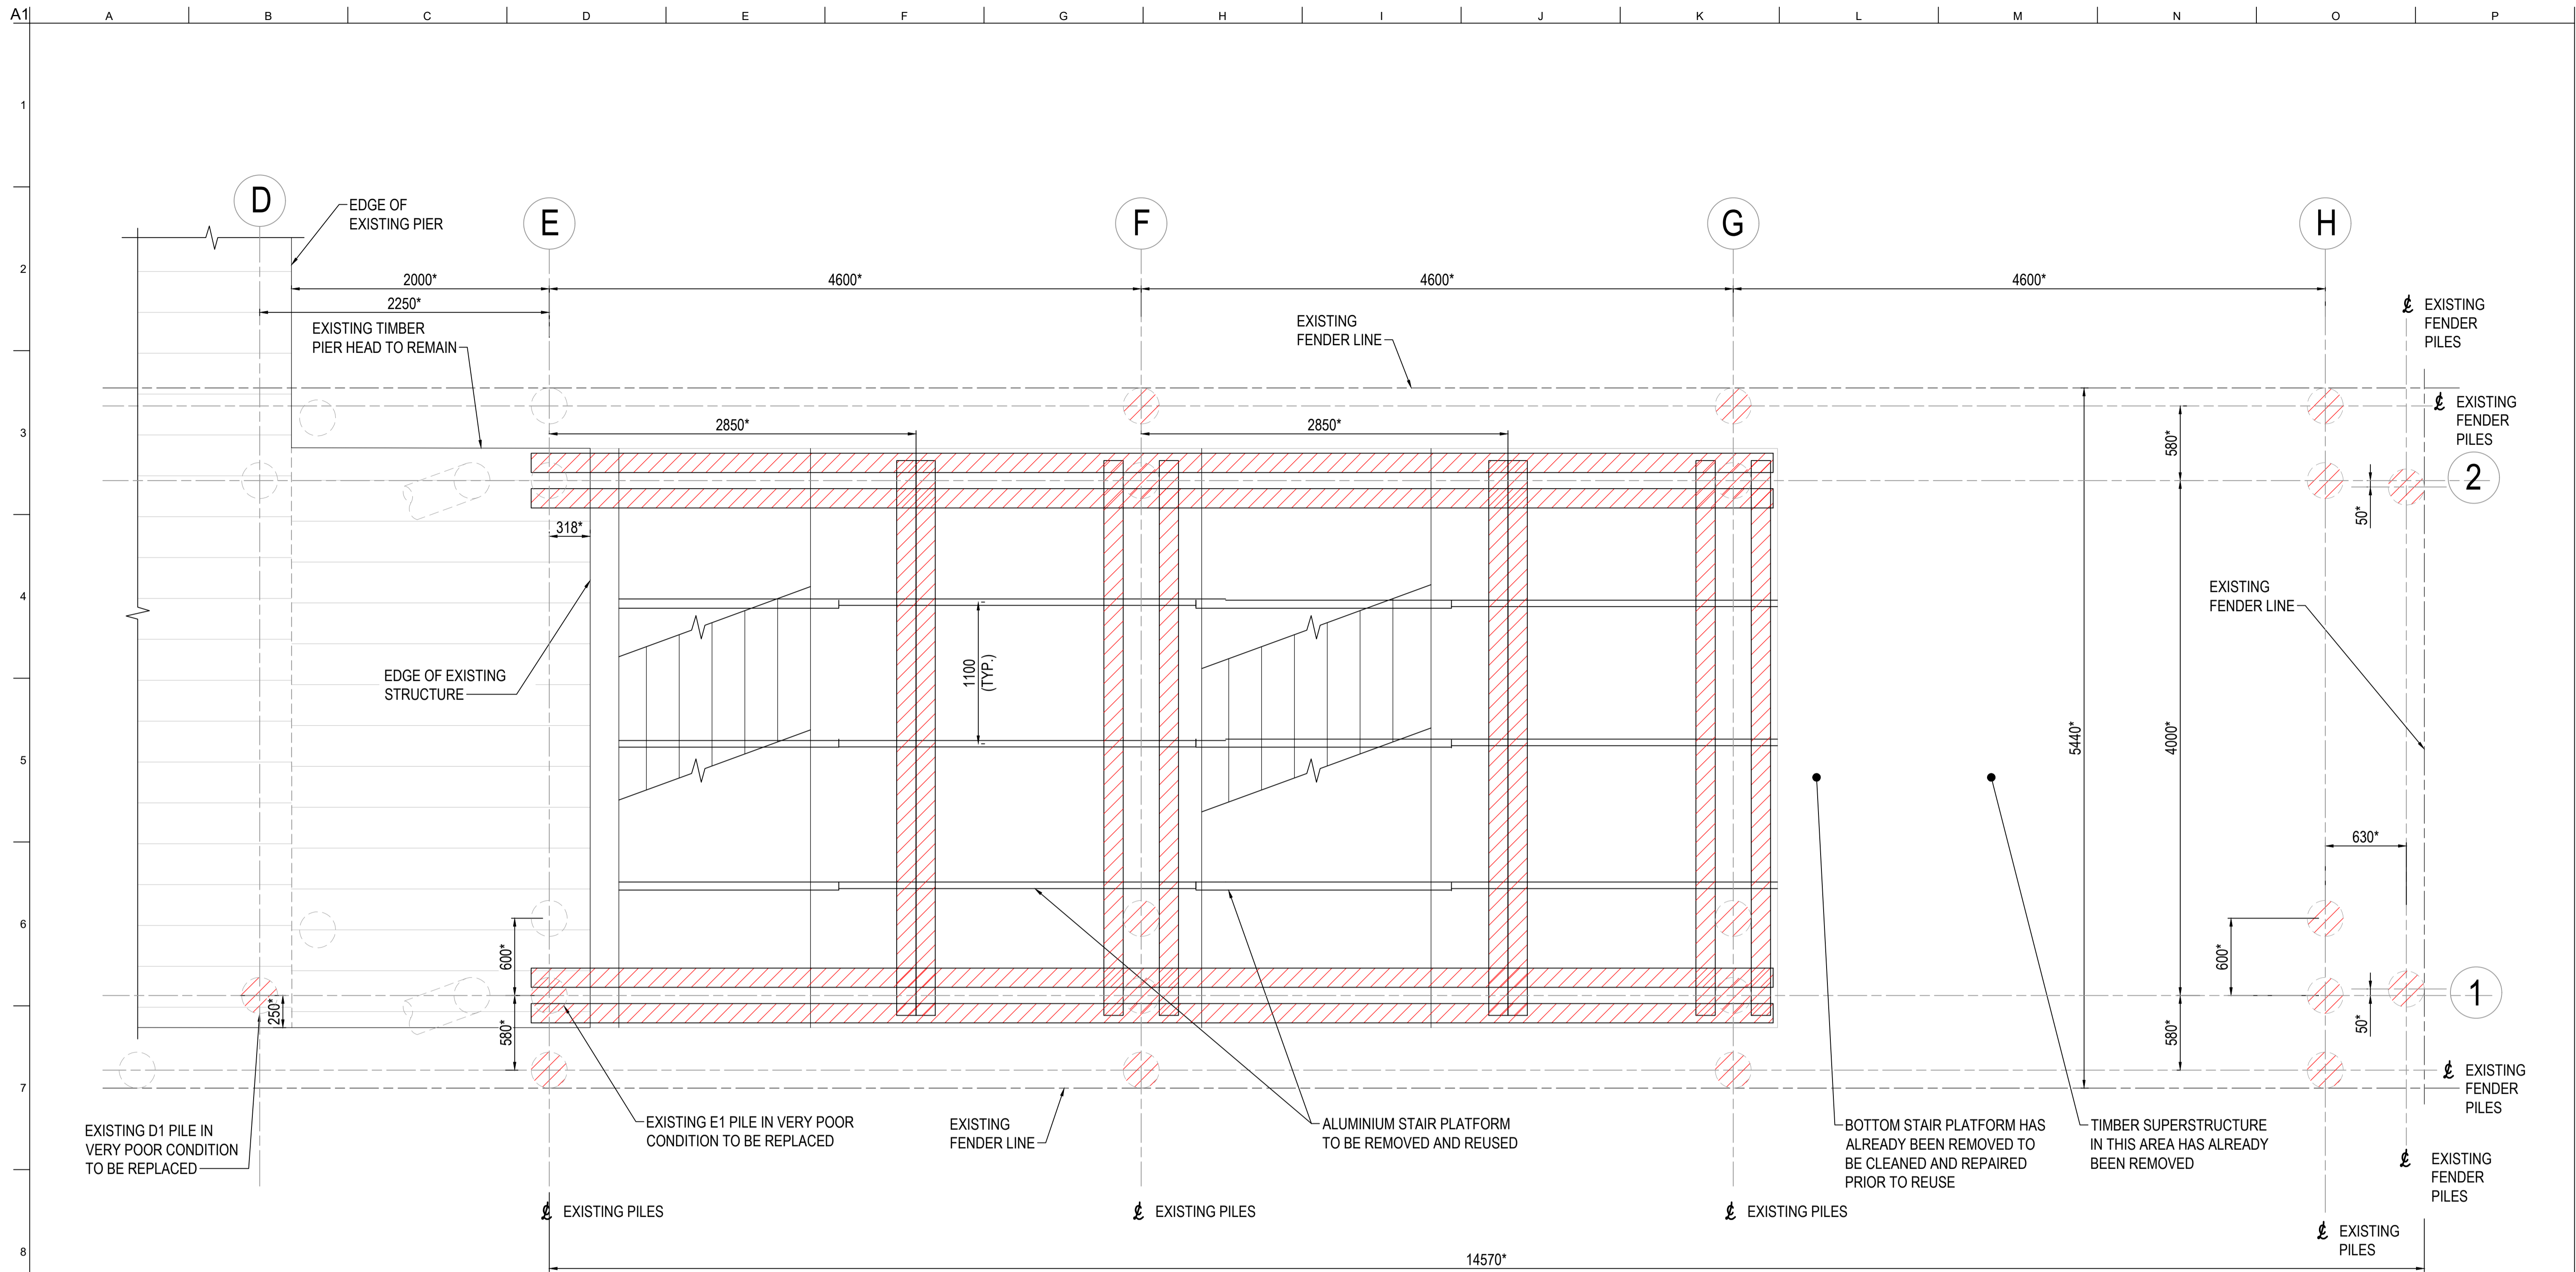 A1
A B C D E F G H I J K L M N O P
1
2
3
4
5
6
7
8
D
E
F
G
H
EDGE OF
EXISTING PIER
2000*
4600*
4600*
4600*
2250*
EXISTING TIMBER
PIER HEAD TO REMAIN
EXISTING
FENDER LINE
℄ EXISTING
FENDER
PILES
℄ EXISTING
FENDER
PILES
2850*
2850*
580*
2
50*
318*
EXISTING
FENDER LINE
1100
(TYP.)
EDGE OF EXISTING
STRUCTURE
5440*
4000*
630*
600*
600*
250*
580*
1
50*
580*
℄ EXISTING
FENDER
PILES
EXISTING D1 PILE IN
VERY POOR CONDITION
TO BE REPLACED
EXISTING E1 PILE IN VERY POOR
CONDITION TO BE REPLACED
EXISTING
FENDER LINE
ALUMINIUM STAIR PLATFORM
TO BE REMOVED AND REUSED
BOTTOM STAIR PLATFORM HAS
ALREADY BEEN REMOVED TO
BE CLEANED AND REPAIRED
PRIOR TO REUSE
TIMBER SUPERSTRUCTURE
IN THIS AREA HAS ALREADY
BEEN REMOVED
℄ EXISTING
FENDER
PILES
℄ EXISTING PILES
℄ EXISTING PILES
℄ EXISTING PILES
℄ EXISTING
PILES
14570*